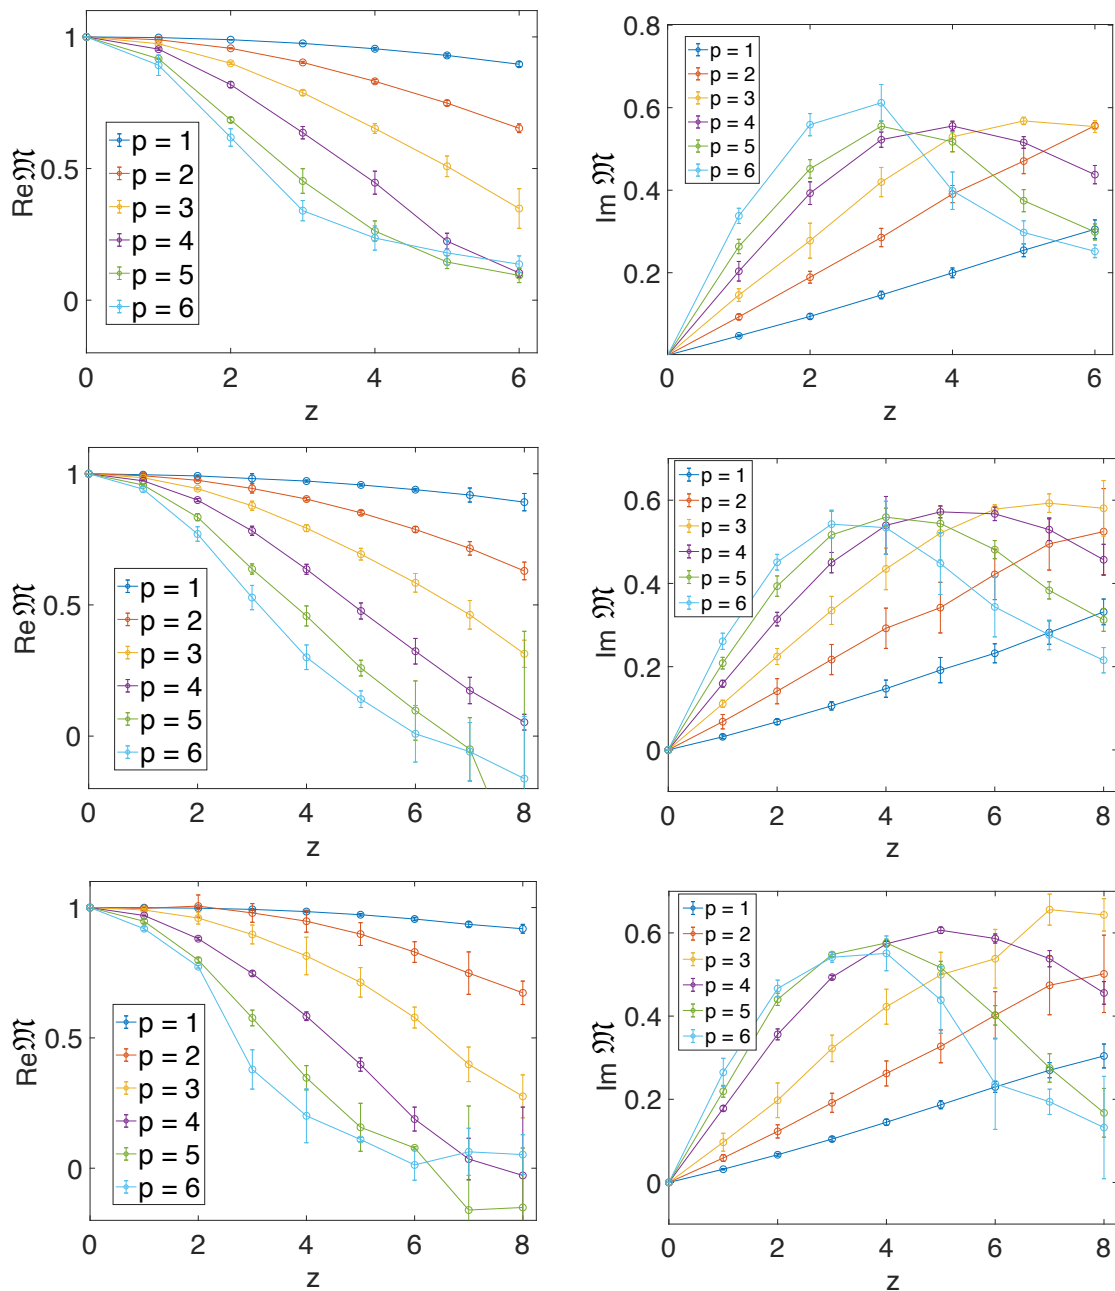 1
0.5
0
Re𝔐
p = 1
p = 2
p = 3
p = 4
p = 5
p = 6
0 2 4 6
z
0.8
0.6
0.4
0.2
Im 𝔐
p = 1
p = 2
p = 3
p = 4
p = 5
p = 6
0 2 4 6
z
1
0.5
0
Re𝔐
p = 1
p = 2
p = 3
p = 4
p = 5
p = 6
0 2 4 6 8
z
0.6
0.4
0.2
0
Im 𝔐
p = 1
p = 2
p = 3
p = 4
p = 5
p = 6
0 2 4 6 8
z
1
0.5
0
Re𝔐
p = 1
p = 2
p = 3
p = 4
p = 5
p = 6
0 2 4 6 8
z
0.6
0.4
0.2
0
Im 𝔐
p = 1
p = 2
p = 3
p = 4
p = 5
p = 6
0 2 4 6 8
z